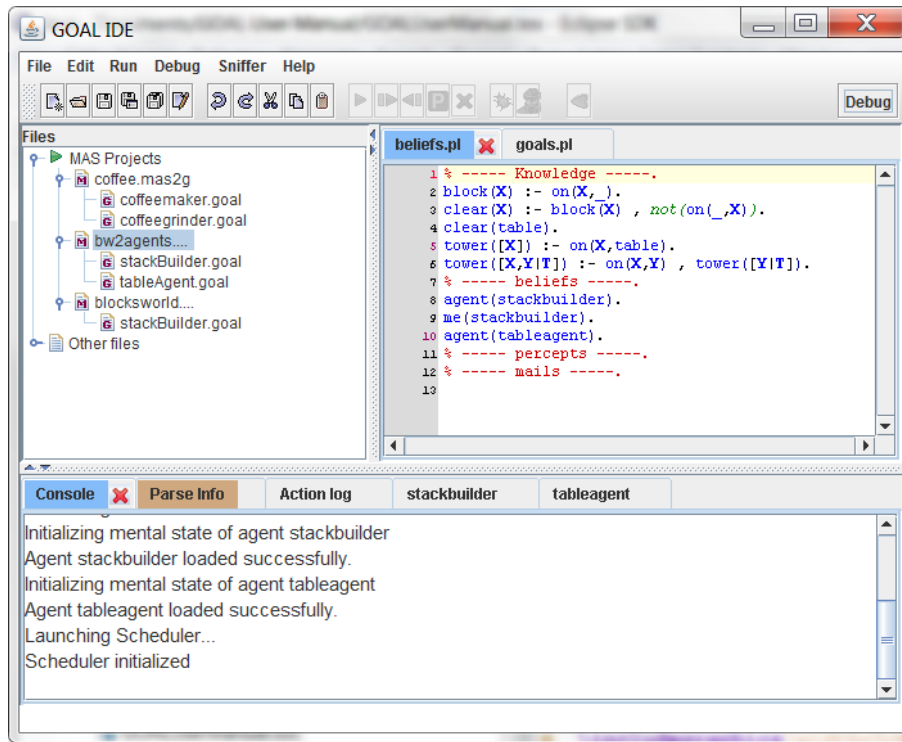 GOAL IDE
File Edit Run Debug Sniffer Help
Debug
Files
MAS Projects
coffee.mas2g
coffeemaker.goal
coffeegrinder.goal
bw2agents....
stackBuilder.goal
tableAgent.goal
blocksworld....
stackBuilder.goal
Other files
beliefs.pl goals.pl
1 % ----- Knowledge -----.
2 block(X) :- on(X,_).
3 clear(X) :- block(X) , not(on(_,X)).
4 clear(table).
5 tower([X]) :- on(X,table).
6 tower([X,Y|T]) :- on(X,Y) , tower([Y|T]).
7 % ----- beliefs -----.
8 agent(stackbuilder).
9 me(stackbuilder).
10 agent(tableagent).
11 % ----- percepts -----.
12 % ----- mails -----.
13
Console Parse Info Action log stackbuilder tableagent
Initializing mental state of agent stackbuilder
Agent stackbuilder loaded successfully.
Initializing mental state of agent tableagent
Agent tableagent loaded successfully.
Launching Scheduler...
Scheduler initialized